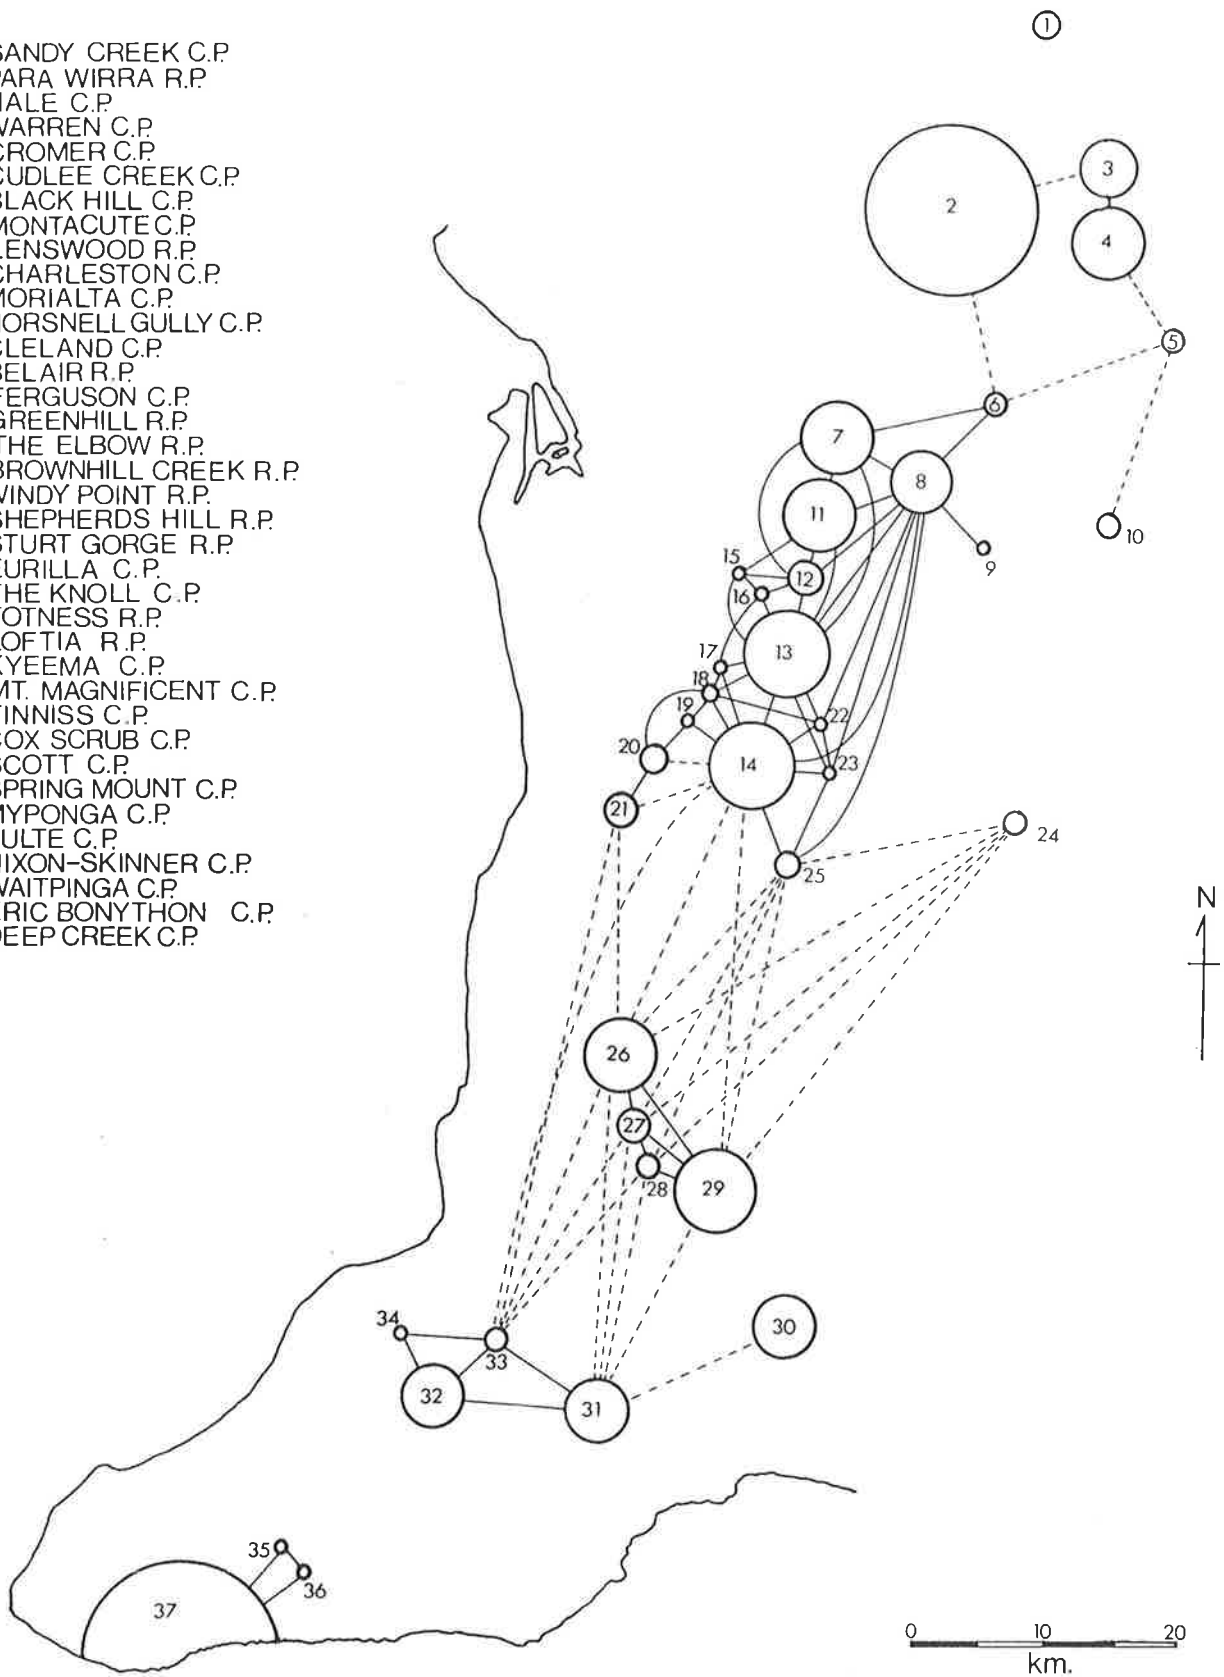 SANDY CREEK C.P.
PARA WIRRA R.P.
HALE C.P.
WARREN C.P.
CROMER C.P.
CUDLEE CREEK C.P.
BLACK HILL C.P.
MONTACUTE C.P.
LENSWOOD R.P.
CHARLESTON C.P.
MORIALTA C.P.
HORSNELL GULLY C.P.
CLELAND C.P.
BELAIR R.P.
FERGUSON C.P.
GREENHILL R.P.
THE ELBOW R.P.
BROWNHILL CREEK R.P.
WINDY POINT R.P.
SHEPHERDS HILL R.P.
STURT GORGE R.P.
EURILLA C.P.
THE KNOLL C.P.
TOTNESS R.P.
LOFTIA R.P.
KYEEMA C.P.
MT. MAGNIFICENT C.P.
FINNISS C.P.
COX SCRUB C.P.
SCOTT C.P.
SPRING MOUNT C.P.
MYPONGA C.P.
YULTE C.P.
NIXON-SKINNER C.P.
WAITPINGA C.P.
ERIC BONYTHON C.P.
DEEP CREEK C.P.
1
2
3
4
5
6
7
8
9
10
11
12
13
14
15
16
17
18
19
20
21
22
23
24
25
26
27
28
29
30
31
32
33
34
35
36
37
N
0 10 20
km.